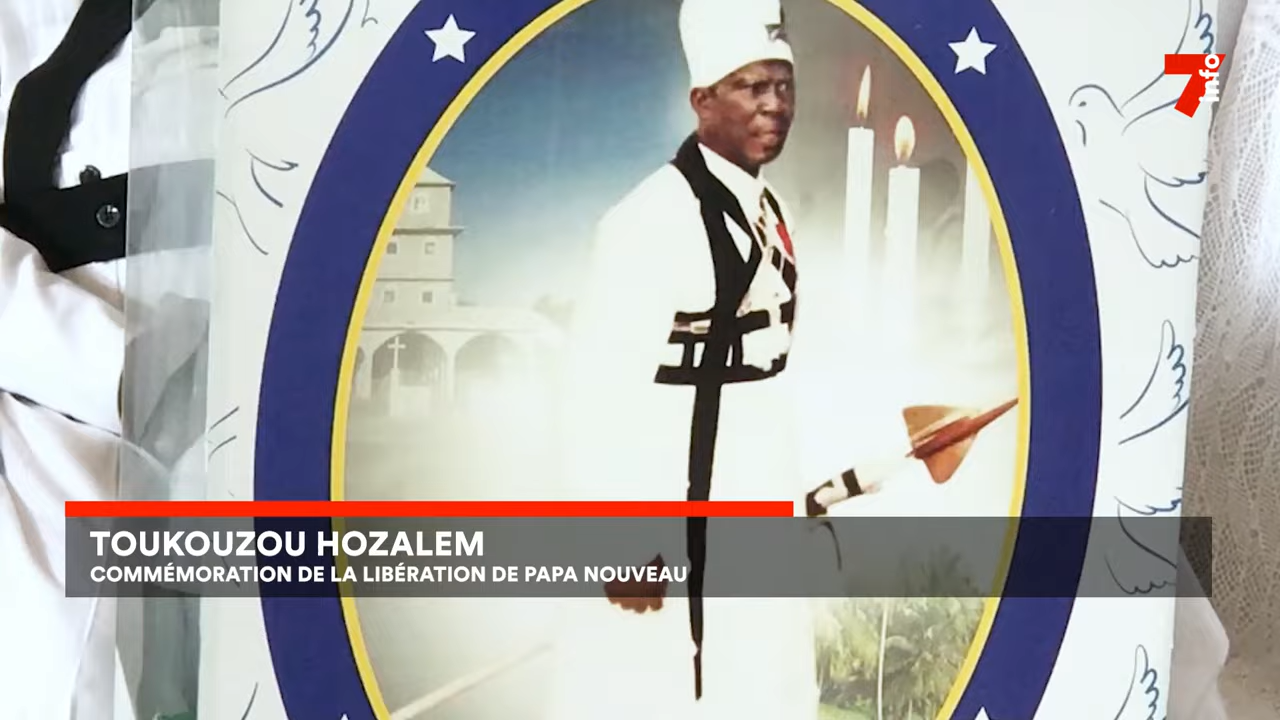 7info
TOUKOUZOU HOZALEM
COMMÉMORATION DE LA LIBÉRATION DE PAPA NOUVEAU